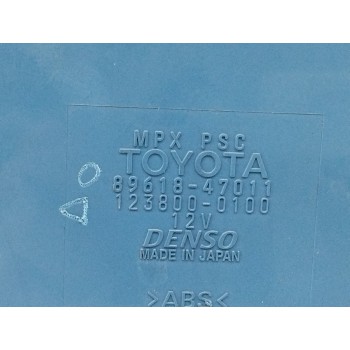 MPX PSC
TOYOTA
89618-47011
123800-0100
12V
DENSO
MADE IN JAPAN
>ABS<